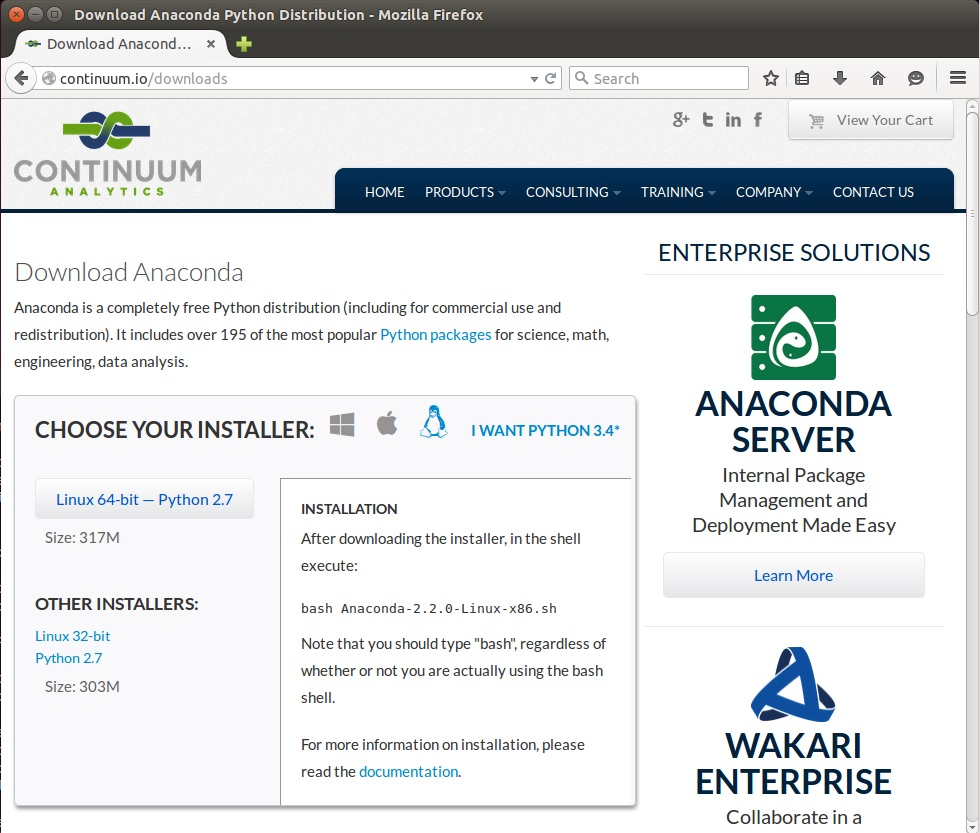 Download Anaconda Python Distribution - Mozilla Firefox
Download Anacond...
continuum.io/downloads
Search
CONTINUUM
ANALYTICS
g+ t in f
View Your Cart
HOME PRODUCTS CONSULTING TRAINING COMPANY CONTACT US
Download Anaconda
Anaconda is a completely free Python distribution (including for commercial use and
redistribution). It includes over 195 of the most popular Python packages for science, math,
engineering, data analysis.
CHOOSE YOUR INSTALLER:
I WANT PYTHON 3.4*
Linux 64-bit — Python 2.7
Size: 317M
OTHER INSTALLERS:
Linux 32-bit
Python 2.7
Size: 303M
INSTALLATION
After downloading the installer, in the shell
execute:
bash Anaconda-2.2.0-Linux-x86.sh
Note that you should type "bash", regardless of
whether or not you are actually using the bash
shell.
For more information on installation, please
read the documentation.
ENTERPRISE SOLUTIONS
ANACONDA
SERVER
Internal Package
Management and
Deployment Made Easy
Learn More
WAKARI
ENTERPRISE
Collaborate in a